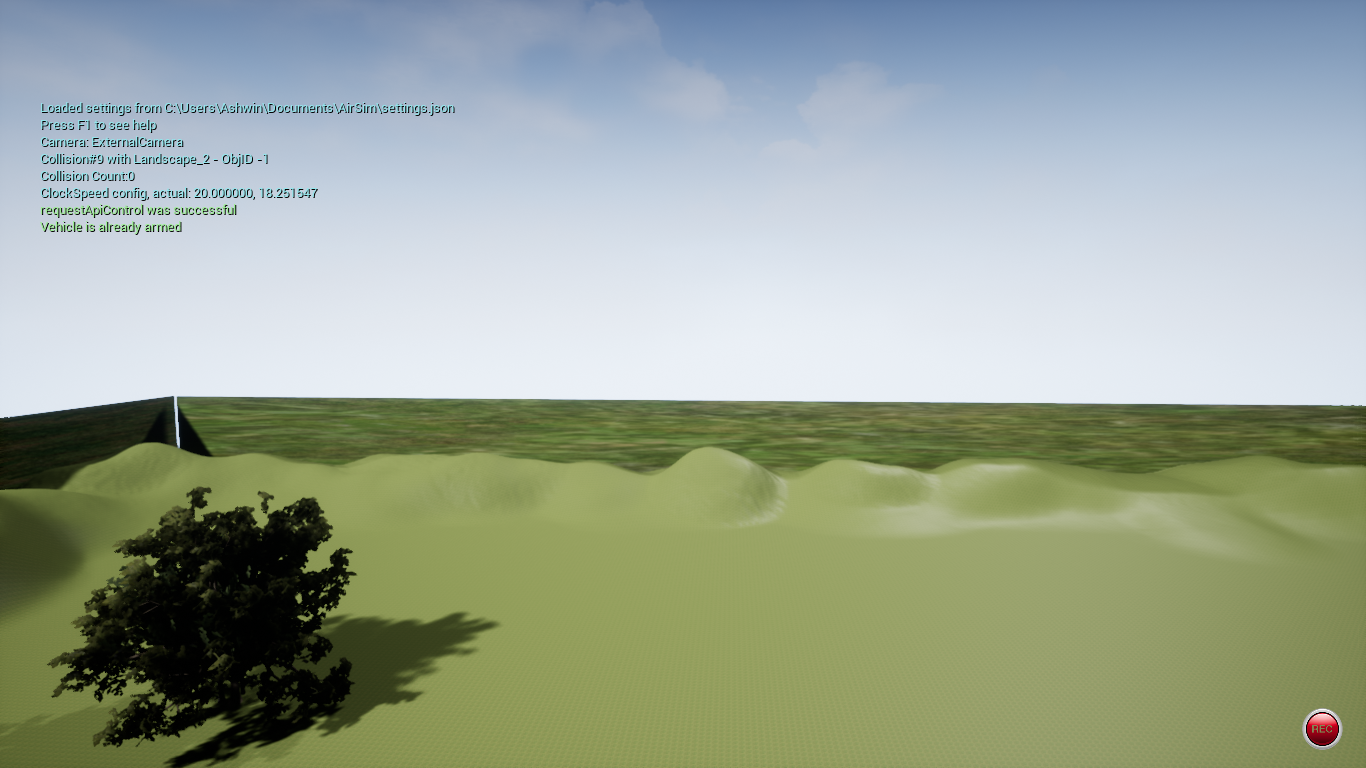 Loaded settings from C:\Users\Ashwin\Documents\AirSim\settings.json
Press F1 to see help
Camera: ExternalCamera
Collision#9 with Landscape_2 - ObjID -1
Collision Count:0
ClockSpeed config, actual: 20.000000, 18.251547
requestApiControl was successful
Vehicle is already armed
REC